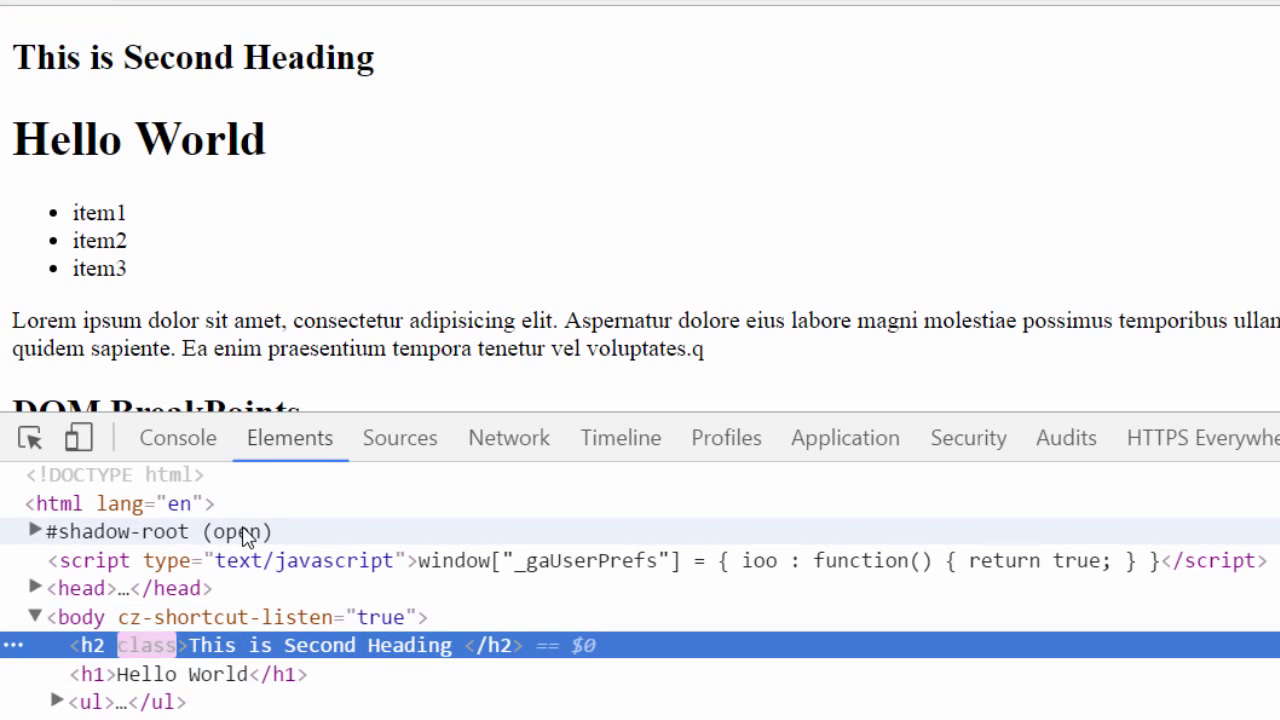 This is Second Heading
Hello World
• item1
• item2
• item3
Lorem ipsum dolor sit amet, consectetur adipisicing elit. Aspernatur dolore eius labore magni molestiae possimus temporibus ullan
quidem sapiente. Ea enim praesentium tempora tenetur vel voluptates.q
DOM BreakPoints
Console Elements Sources Network Timeline Profiles Application Security Audits HTTPS Everywhe
<!DOCTYPE html>
<html lang="en">
#shadow-root (open)
<script type="text/javascript">window["_gaUserPrefs"] = { ioo : function() { return true; } }</script>
<head>…</head>
<body cz-shortcut-listen="true">
<h2 class>This is Second Heading </h2> == $0
<h1>Hello World</h1>
<ul>…</ul>